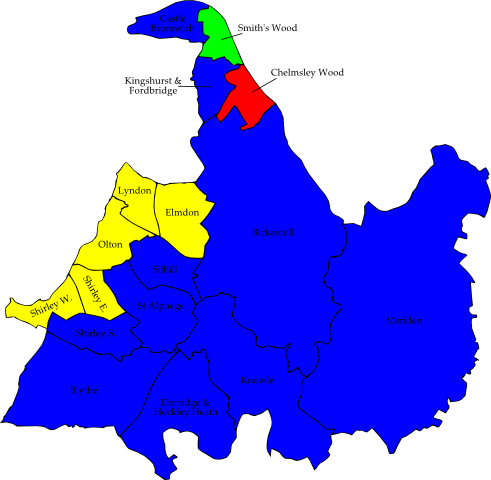 Castle
Bromwich
Smith's Wood
Chelmsley Wood
Kingshurst &
Fordbridge
Lyndon
Elmdon
Bickenhill
Olton
Silhill
Shirley E.
Shirley W.
St Alphege
Shirley S.
Meriden
Knowle
Blythe
Dorridge &
Hockley Heath